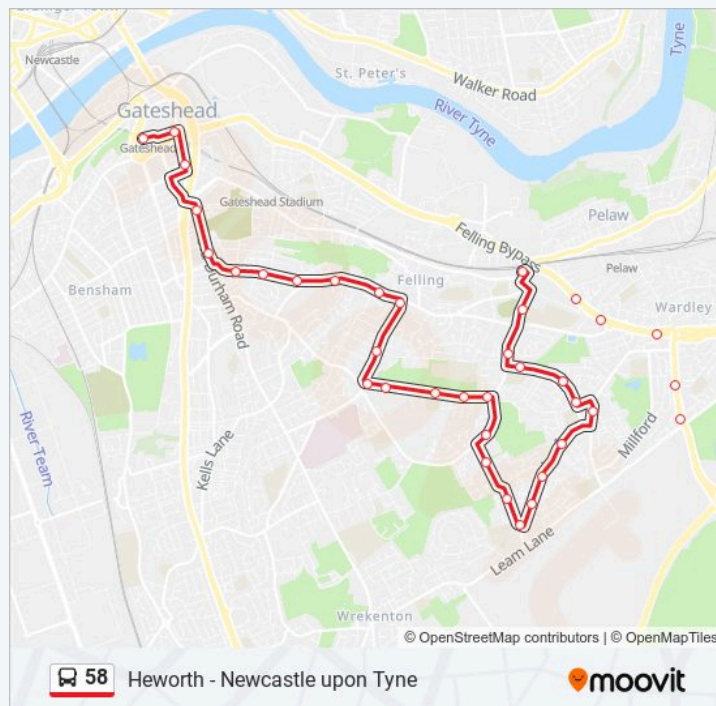 Newcastle
St. Peter's
Walker Road
Tyne
River Tyne
Gateshead
Gateshead
Gateshead Stadium
Pelaw
Felling Bypass
Pelaw
Felling
Bensham
Durham Road
Wardley
River Team
Kells Lane
Millford
Leam Lane
Wrekenton
© OpenStreetMap contributors | © OpenMapTiles
58 Heworth - Newcastle upon Tyne
moovit